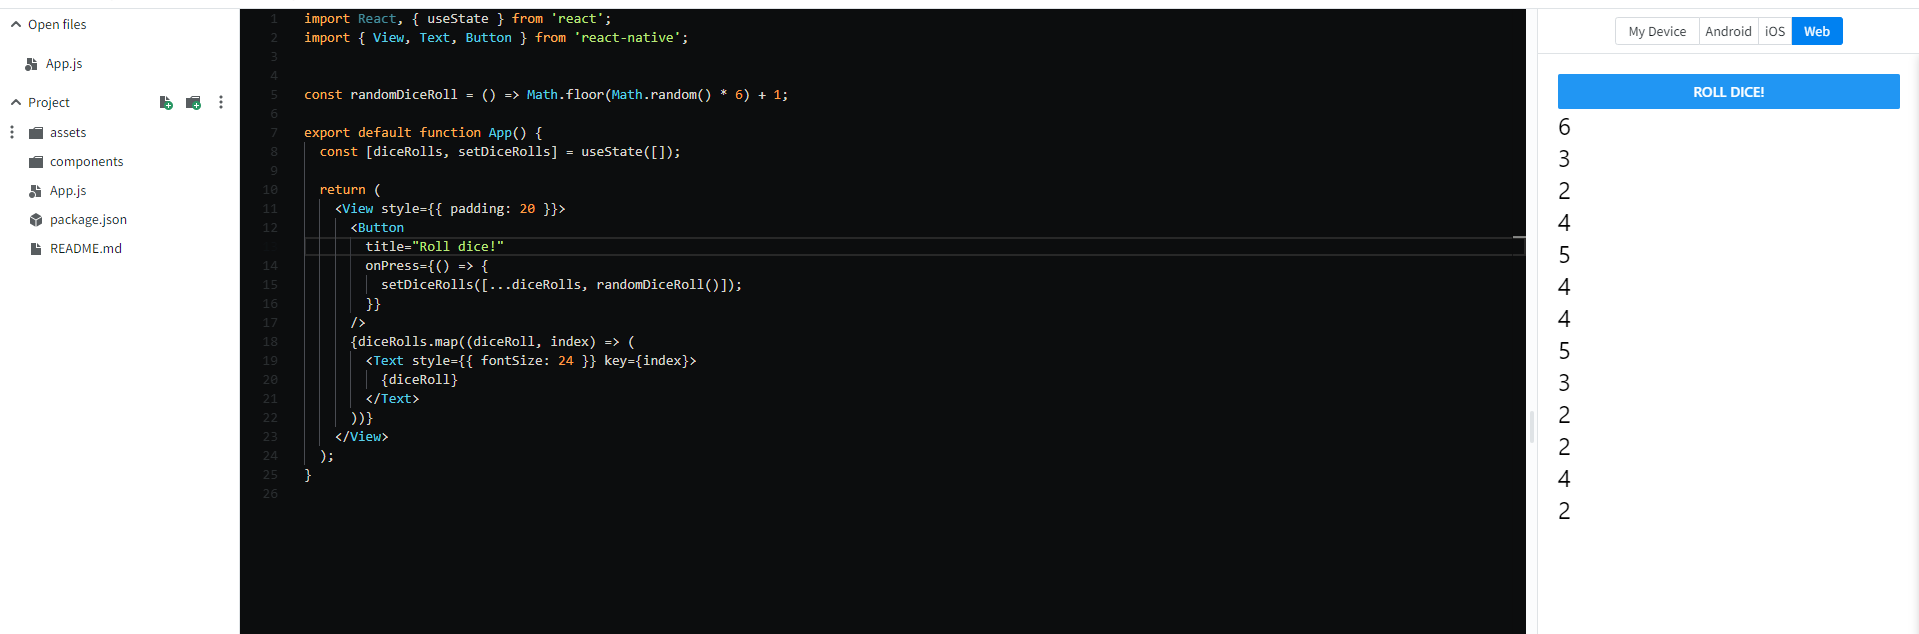 Open files
App.js
Project
assets
components
App.js
package.json
README.md
1 import React, { useState } from 'react';
2 import { View, Text, Button } from 'react-native';
3
4
5 const randomDiceRoll = () => Math.floor(Math.random() * 6) + 1;
6
7 export default function App() {
8 const [diceRolls, setDiceRolls] = useState([]);
9
10 return (
11 <View style={{ padding: 20 }}>
12 <Button
title="Roll dice!"
14 onPress={() => {
15 setDiceRolls([...diceRolls, randomDiceRoll()]);
16 }}
17 />
18 {diceRolls.map((diceRoll, index) => (
19 <Text style={{ fontSize: 24 }} key={index}>
20 {diceRoll}
21 </Text>
22 ))}
23 </View>
24 );
25 }
26
My Device Android iOS Web
ROLL DICE!
6
3
2
4
5
4
4
5
3
2
2
4
2